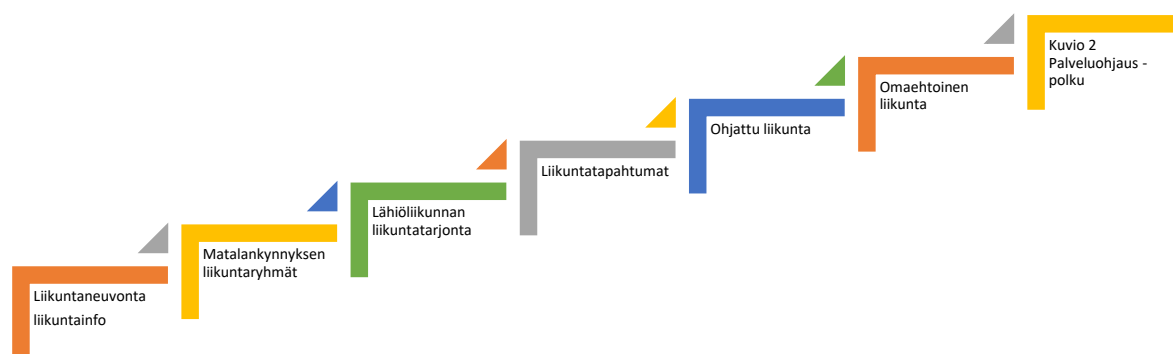 Liikuntaneuvonta
liikuntainfo
Matalankynnyksen
liikuntaryhmät
Lähiöliikunnan
liikuntatarjonta
Liikuntatapahtumat
Ohjattu liikunta
Omaehtoinen
liikunta
Kuvio 2
Palveluohjaus -
polku